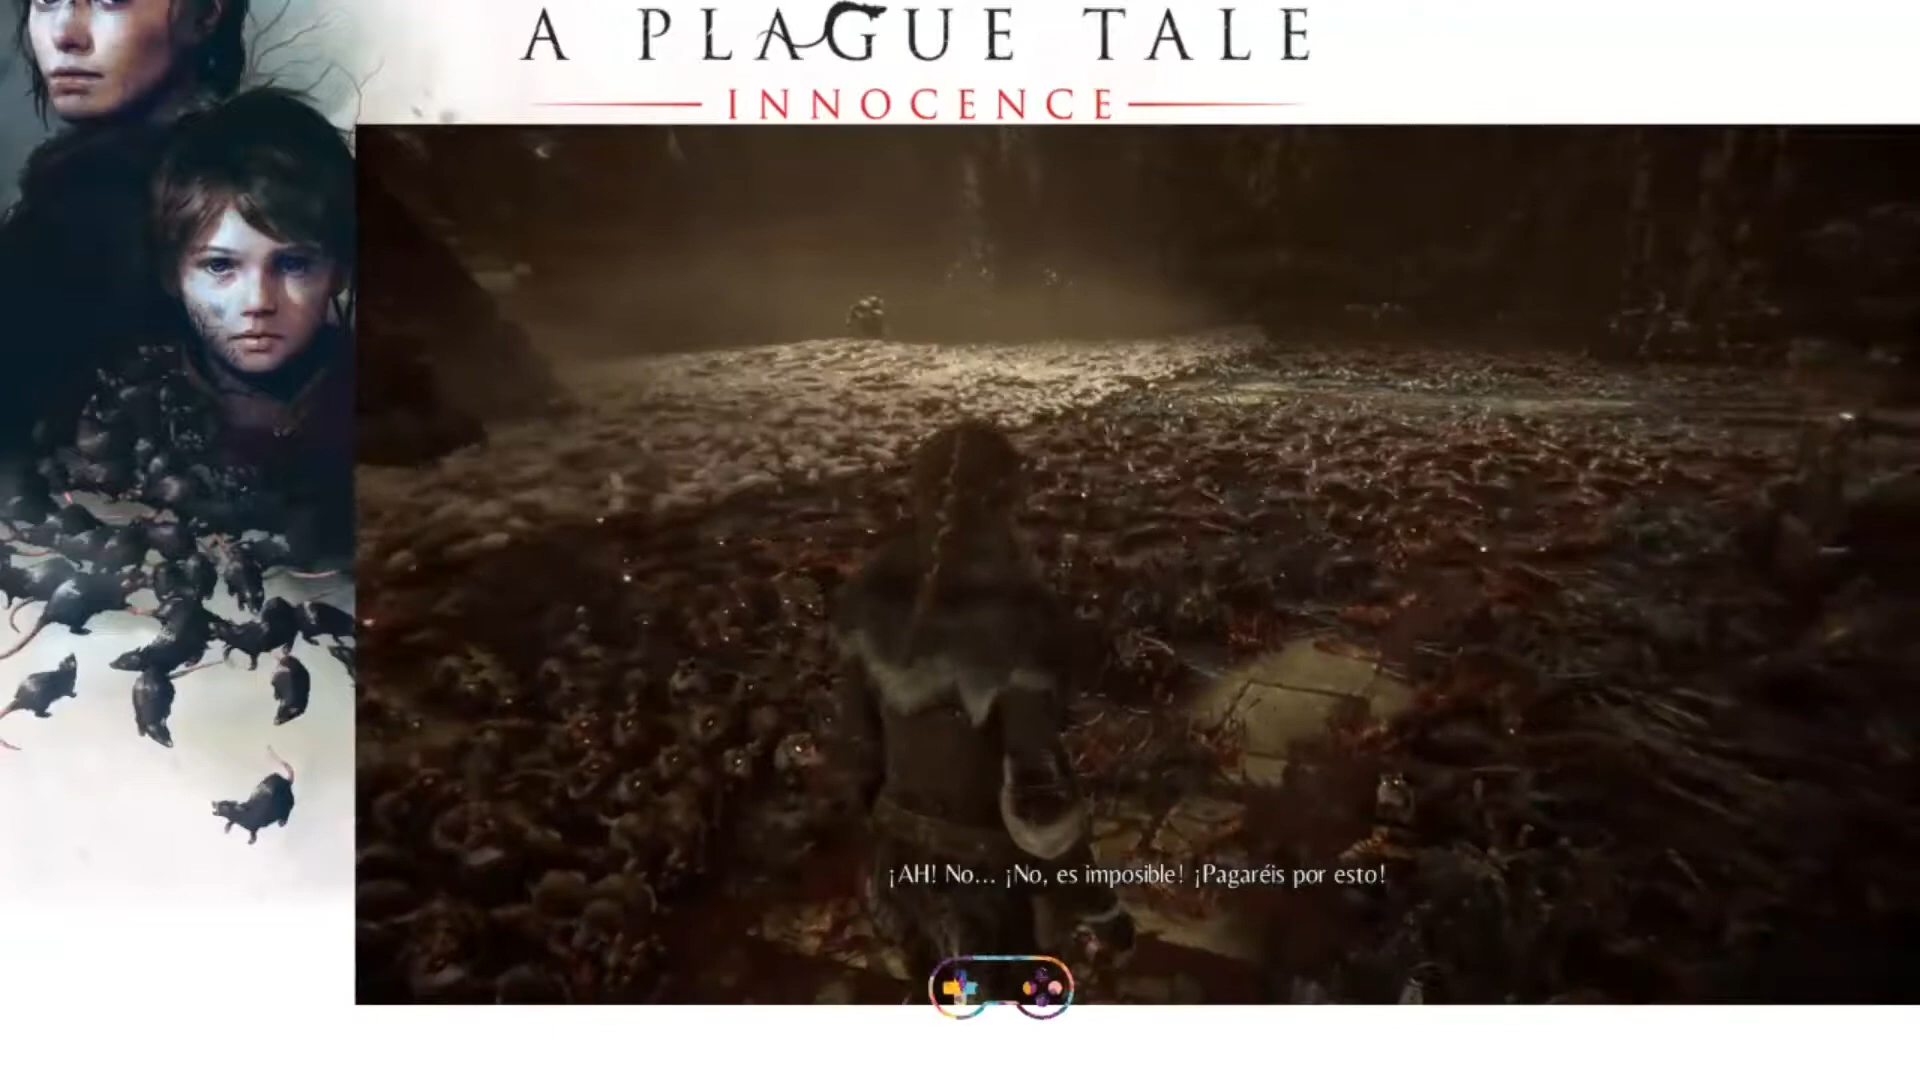 A PLAGUE TALE
INNOCENCE
¡AH! No... ¡No, es imposible! ¡Pagaréis por esto!